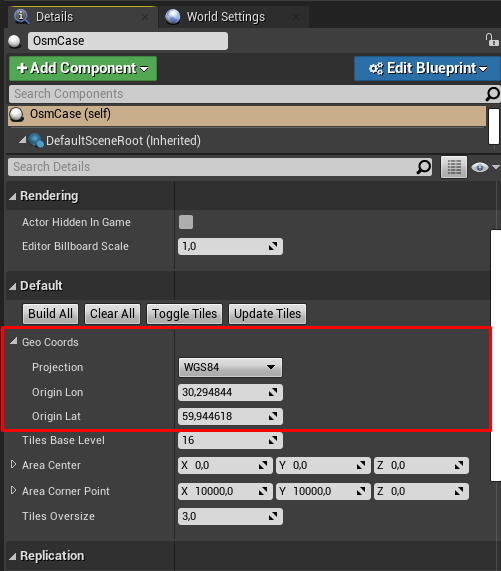 Details
World Settings
OsmCase
+ Add Component
Edit Blueprint
Search Components
OsmCase (self)
DefaultSceneRoot (Inherited)
Search Details
Rendering
Actor Hidden In Game
Editor Billboard Scale 1,0
Default
Build All Clear All Toggle Tiles Update Tiles
Geo Coords
Projection WGS84
Origin Lon 30,294844
Origin Lat 59,944618
Tiles Base Level 16
Area Center X 0,0 Y 0,0 Z 0,0
Area Corner Point X 10000,0 Y 10000,0 Z 0,0
Tiles Oversize 3,0
Replication